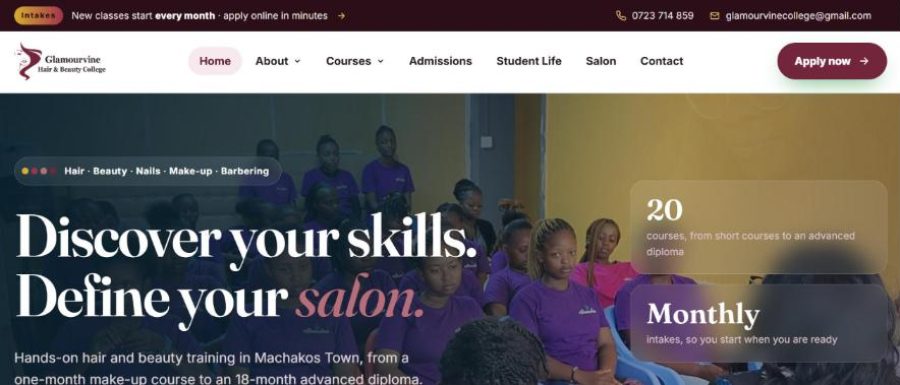 Intakes New classes start every month · apply online in minutes → 0723 714 859 glamourvinecollege@gmail.com
Glamourvine
Hair & Beauty College
Home About Courses Admissions Student Life Salon Contact Apply now →
Hair · Beauty · Nails · Make-up · Barbering
Discover your skills.
Define your salon.
Hands-on hair and beauty training in Machakos Town, from a
one-month make-up course to an 18-month advanced diploma.
20
courses, from short courses to an advanced
diploma
Monthly
intakes, so you start when you are ready